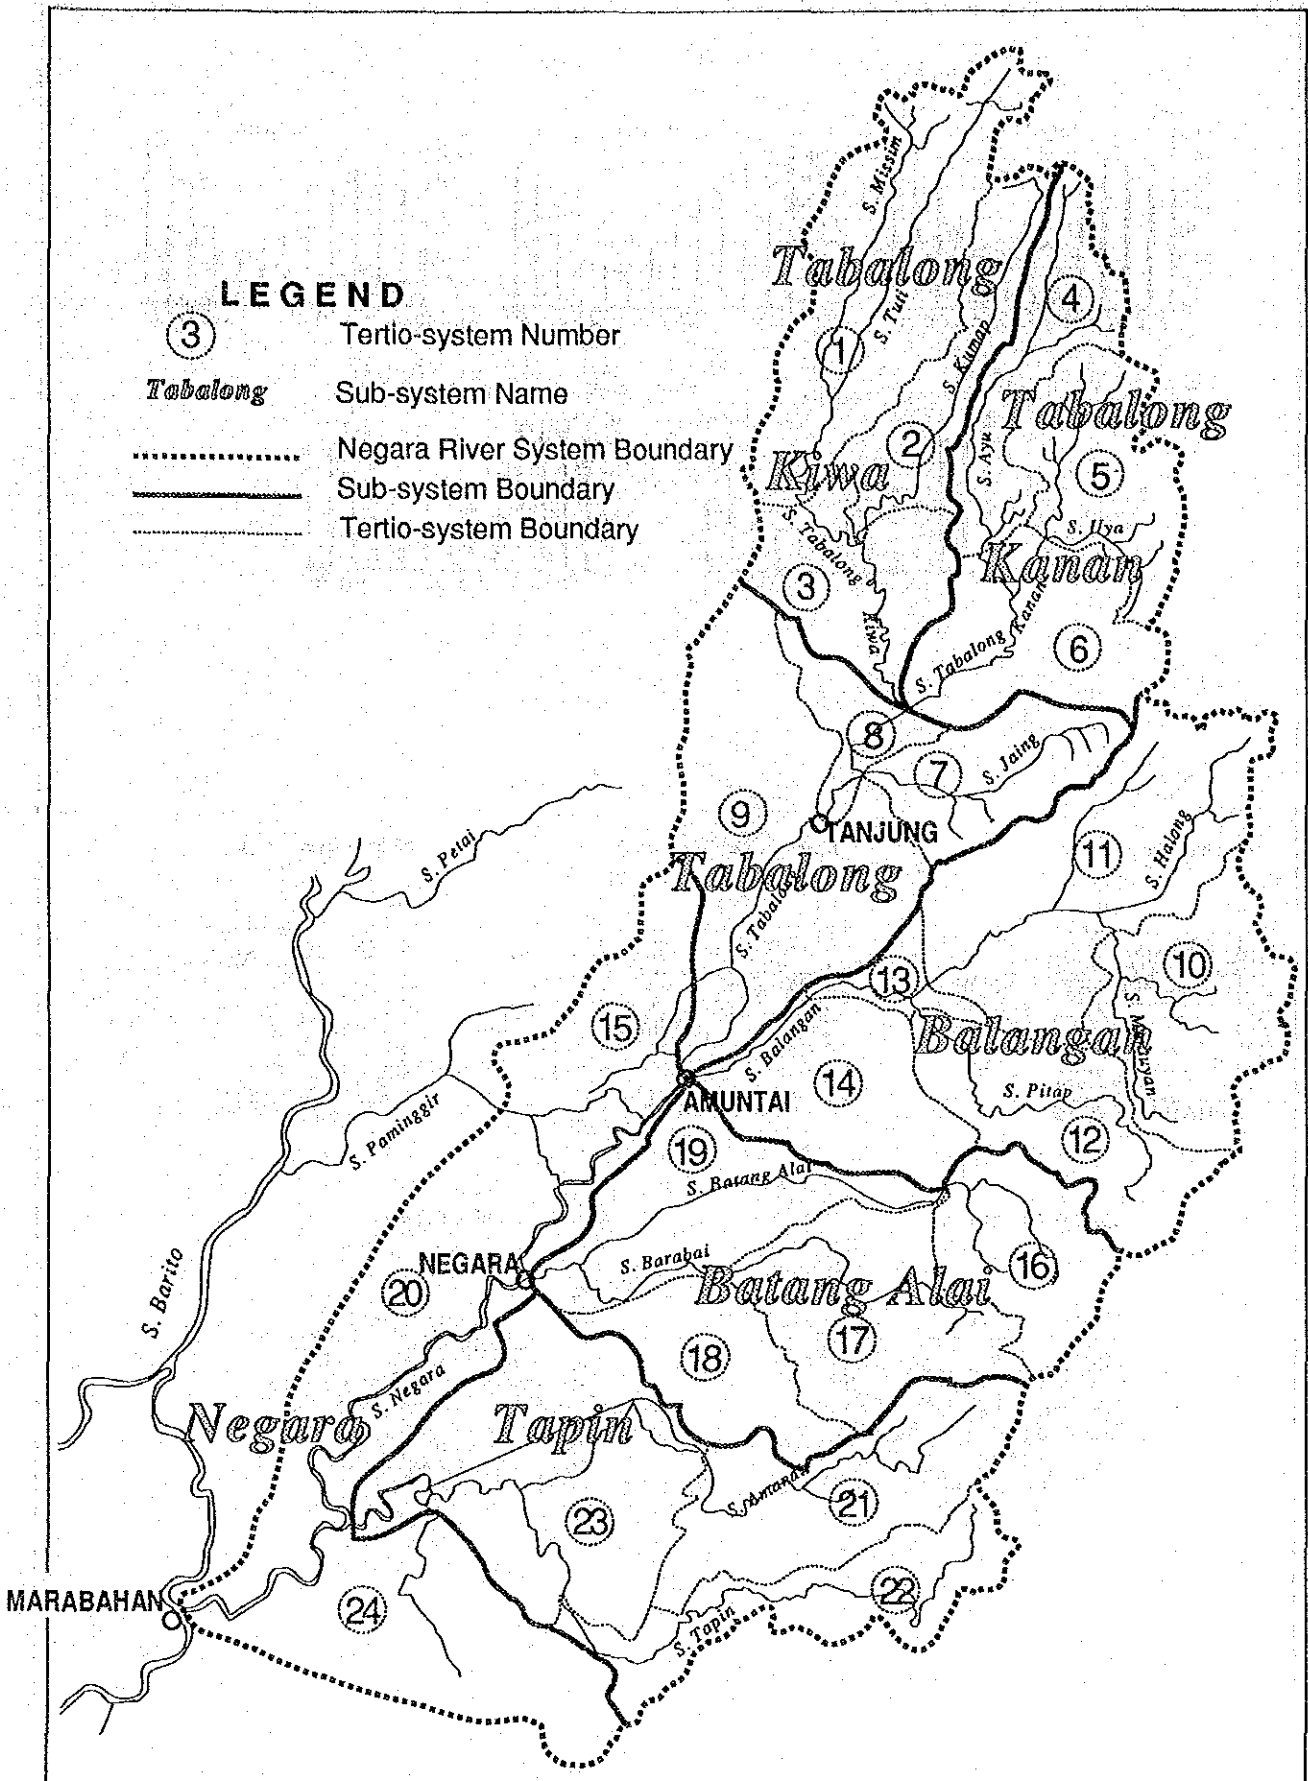 LEGEND
3 Tertio-system Number
Tabalong Sub-system Name
Negara River System Boundary
Sub-system Boundary
Tertio-system Boundary
S. Missim
Tabalong
4
S. Tuti
1
S. Kumap
Tabalong
2
S. Ayu
Kiwa
5
S. Tabalong
S. Ilya
Kanan
3
Kiwa
Kanan
S. Tabalong
6
8
7
S. Jaing
9
TANJUNG
S. Petai
11
S. Halong
Tabalong
10
13
15
Balangan
S. Balangan
14
S. Pitap
S. Paminggir
AMUNTAI
12
19
S. Batang Alai
S. Barito
NEGARA
S. Barabai
16
20
Batang Alai
17
18
S. Negara
Negara
Tapin
21
23
22
MARABAHAN
24
S. Tapin